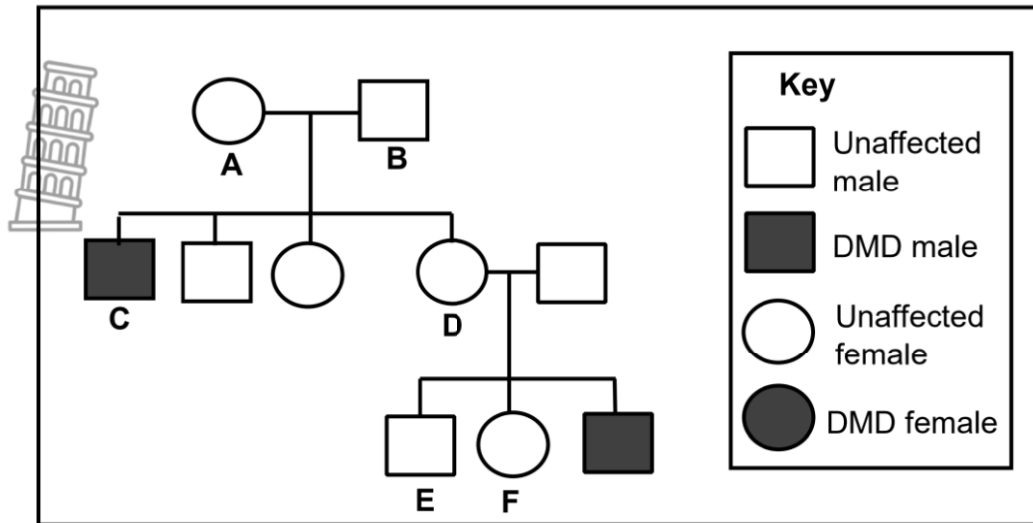 Key
A
B
Unaffected
male
DMD male
C
D
Unaffected
female
DMD female
E
F